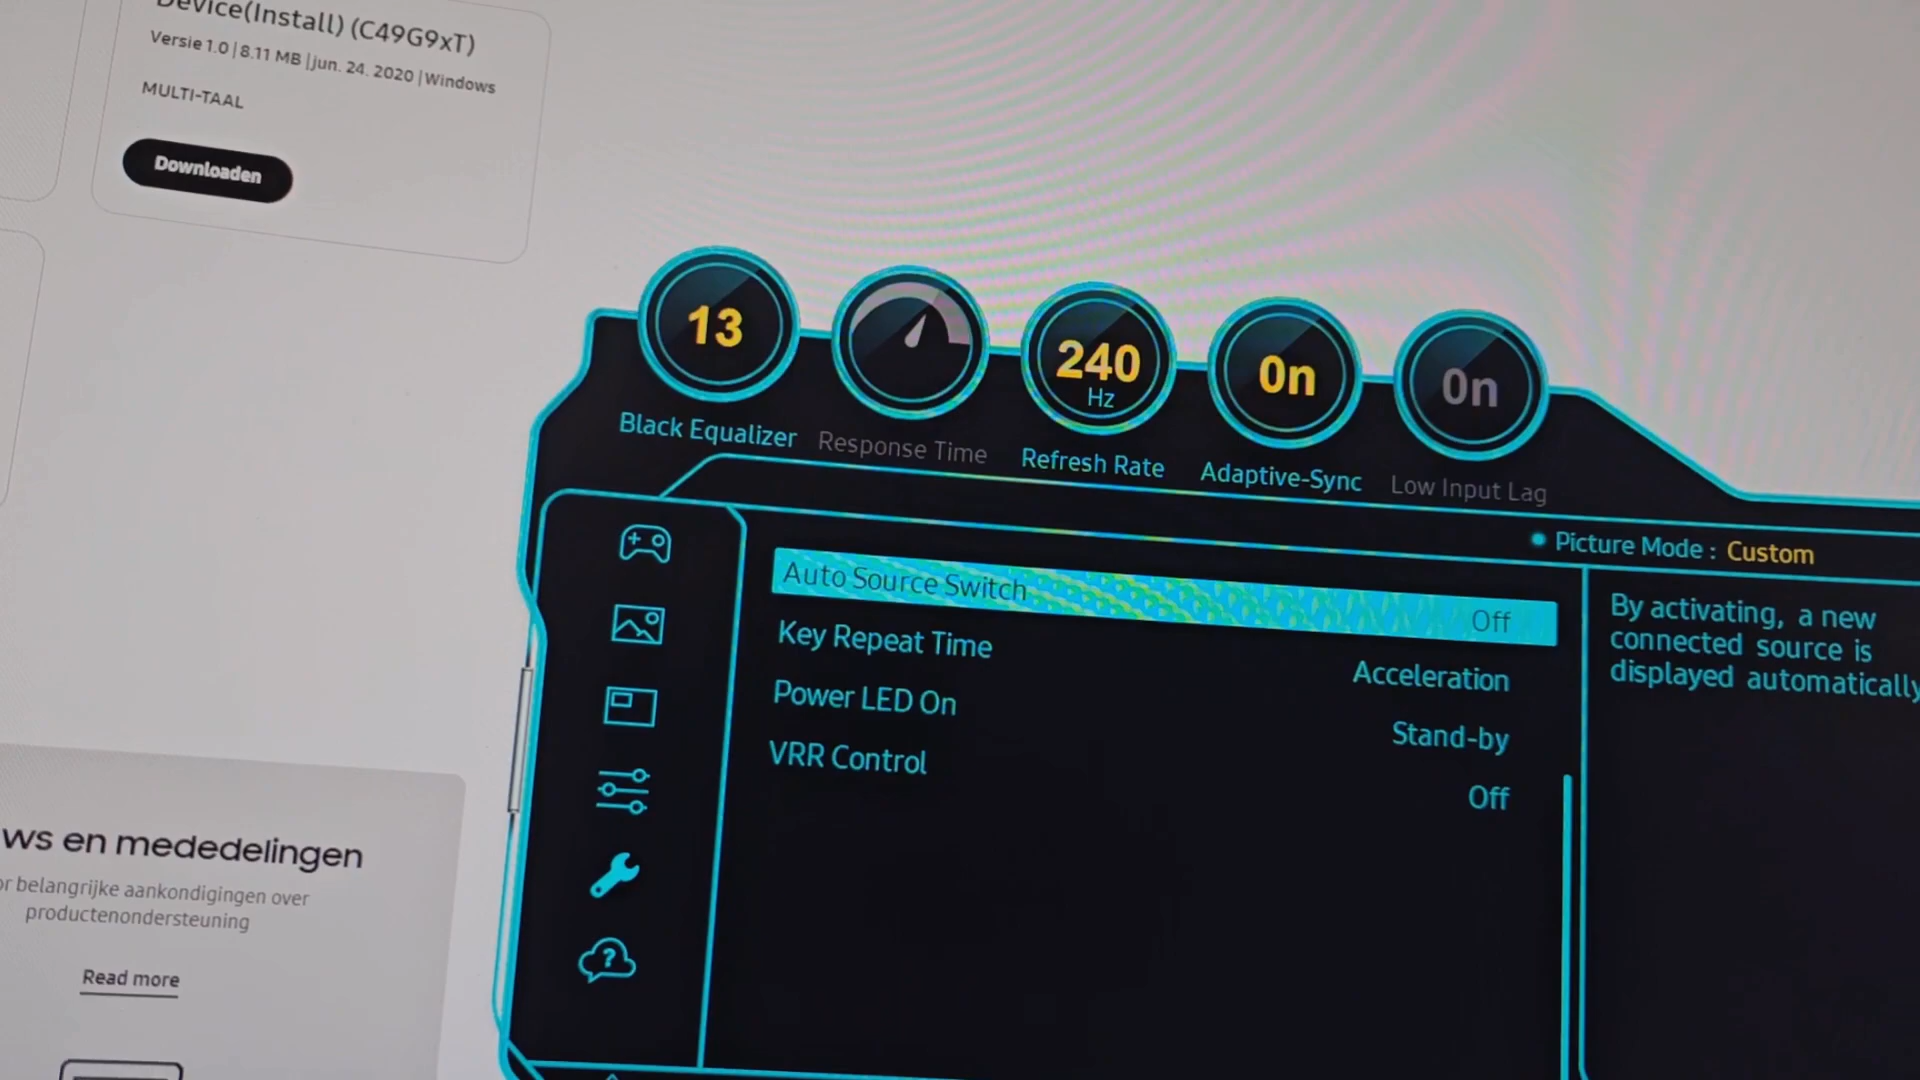 Device(Install) (C49G9xT)
Versie 1.0 | 8.11 MB | jun. 24. 2020 | Windows
MULTI-TAAL
Downloaden
13
240
Hz
On
On
Black Equalizer
Response Time
Refresh Rate
Adaptive-Sync
Low Input Lag
Picture Mode : Custom
Auto Source Switch Off
Key Repeat Time Acceleration
Power LED On Stand-by
VRR Control Off
By activating, a new
connected source is
displayed automatically
ws en mededelingen
or belangrijke aankondigingen over
productenondersteuning
Read more